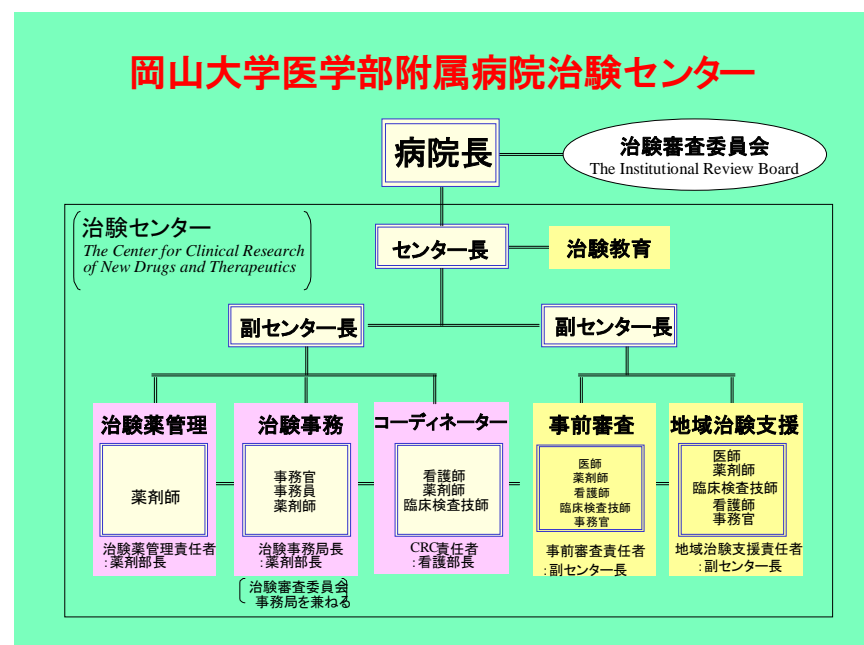 岡山大学医学部附属病院治験センター
病院長
治験審査委員会
The Institutional Review Board
治験センター
The Center for Clinical Research
of New Drugs and Therapeutics
センター長
治験教育
副センター長
副センター長
治験薬管理
薬剤師
治験薬管理責任者
:薬剤部長
治験事務
事務官
事務員
薬剤師
治験事務局長
:薬剤部長
治験審査委員会
事務局を兼ねる
コーディネーター
看護師
薬剤師
臨床検査技師
CRC責任者
:看護部長
事前審査
医師
薬剤師
看護師
臨床検査技師
事務官
事前審査責任者
:副センター長
地域治験支援
医師
薬剤師
臨床検査技師
看護師
事務官
地域治験支援責任者
:副センター長